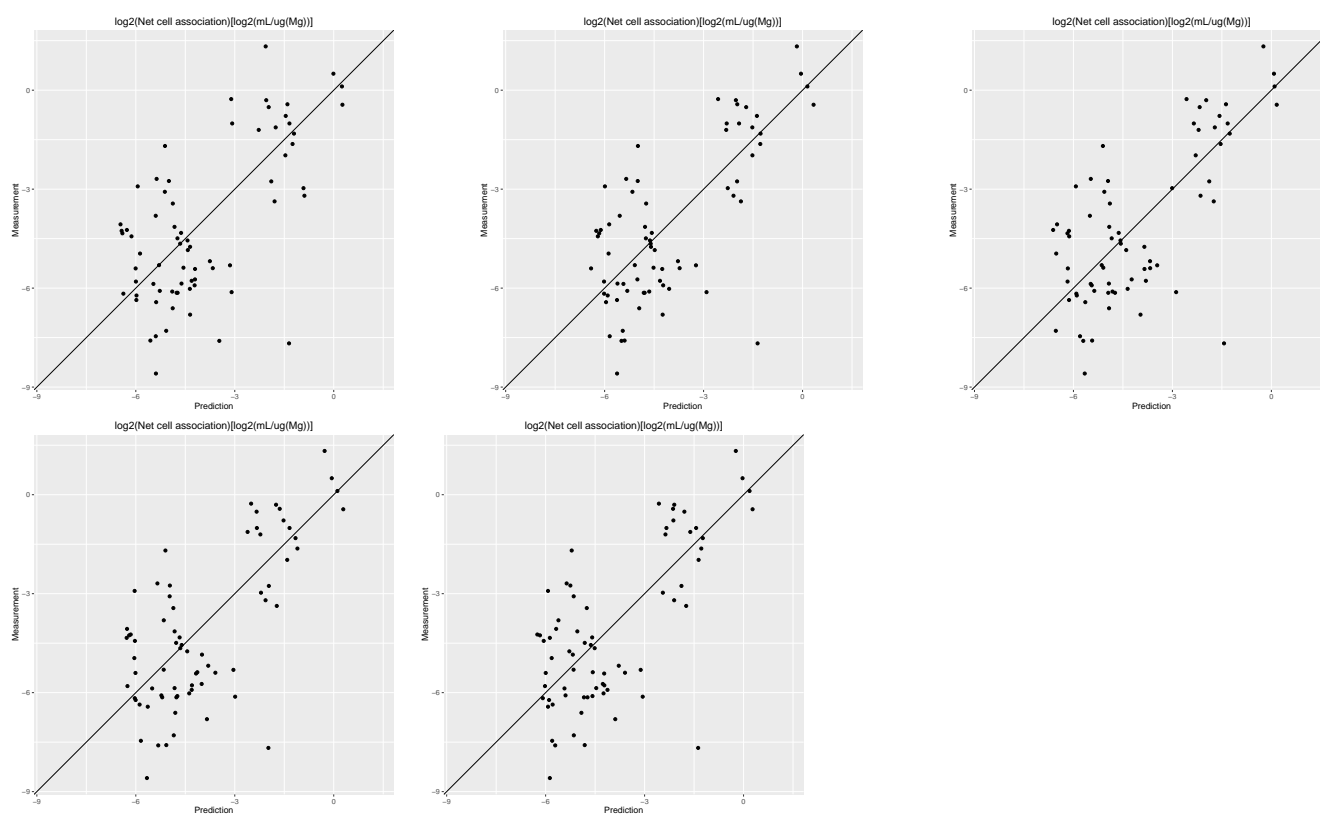 log2(Net cell association)[log2(mL/ug(Mg))]
log2(Net cell association)[log2(mL/ug(Mg))]
log2(Net cell association)[log2(mL/ug(Mg))]
0
−3
−6
−9
Measurement
−9
−6
−3
0
Prediction
0
−3
−6
−9
Measurement
−9
−6
−3
0
Prediction
0
−3
−6
−9
Measurement
−9
−6
−3
0
Prediction
log2(Net cell association)[log2(mL/ug(Mg))]
log2(Net cell association)[log2(mL/ug(Mg))]
0
−3
−6
−9
Measurement
−9
−6
−3
0
Prediction
0
−3
−6
−9
Measurement
−9
−6
−3
0
Prediction